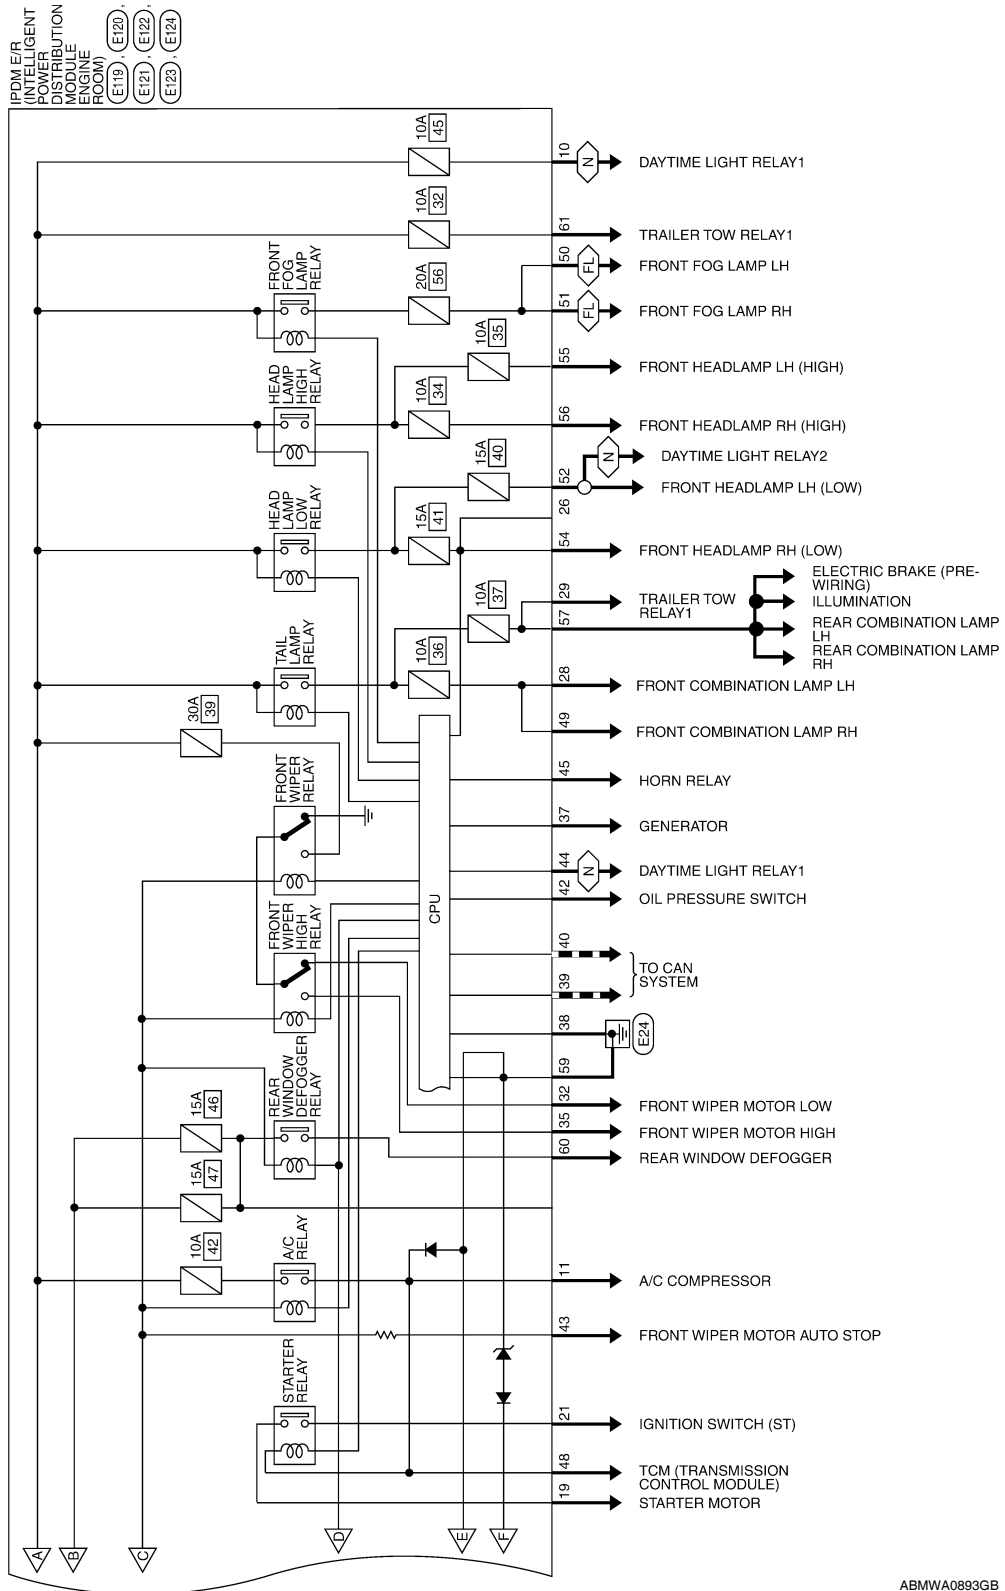 IPDM E/R
(INTELLIGENT
POWER
DISTRIBUTION
MODULE
ENGINE
ROOM)
E119 , E120 ,
E121 , E122 ,
E123 , E124
10A
45
10
N
DAYTIME LIGHT RELAY1
10A
32
61
TRAILER TOW RELAY1
FRONT
FOG
LAMP
RELAY
20A
56
50
FL
FRONT FOG LAMP LH
51
FL
FRONT FOG LAMP RH
10A
35
55
FRONT HEADLAMP LH (HIGH)
HEAD
LAMP
HIGH
RELAY
10A
34
56
FRONT HEADLAMP RH (HIGH)
N
DAYTIME LIGHT RELAY2
15A
40
52
FRONT HEADLAMP LH (LOW)
26
HEAD
LAMP
LOW
RELAY
15A
41
54
FRONT HEADLAMP RH (LOW)
ELECTRIC BRAKE (PRE-
WIRING)
ILLUMINATION
REAR COMBINATION LAMP
LH
REAR COMBINATION LAMP
RH
10A
37
29
TRAILER TOW
RELAY1
57
TAIL
LAMP
RELAY
10A
36
28
FRONT COMBINATION LAMP LH
49
FRONT COMBINATION LAMP RH
30A
39
FRONT
WIPER
RELAY
45
HORN RELAY
37
GENERATOR
44
N
DAYTIME LIGHT RELAY1
42
OIL PRESSURE SWITCH
CPU
FRONT
WIPER
HIGH
RELAY
40
39
TO CAN
SYSTEM
38
E24
59
REAR
WINDOW
DEFOGGER
RELAY
15A
46
32
FRONT WIPER MOTOR LOW
35
FRONT WIPER MOTOR HIGH
60
REAR WINDOW DEFOGGER
15A
47
A/C
RELAY
10A
42
11
A/C COMPRESSOR
43
FRONT WIPER MOTOR AUTO STOP
STARTER
RELAY
21
IGNITION SWITCH (ST)
48
TCM (TRANSMISSION
CONTROL MODULE)
19
STARTER MOTOR
A
B
C
D
E
F
ABMWA0893GB